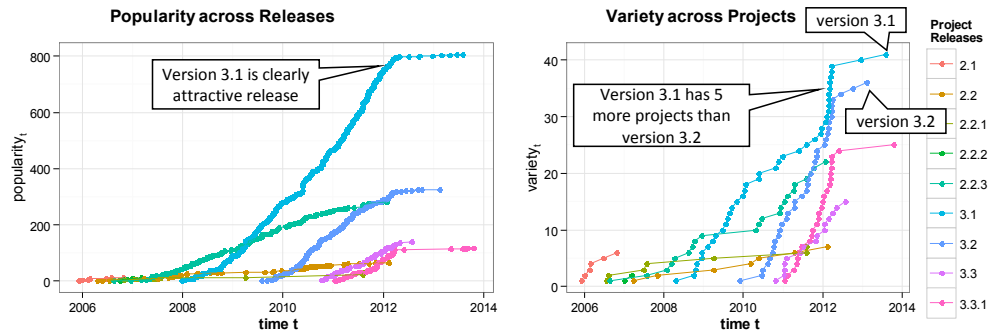 Popularity across Releases
Version 3.1 is clearly
attractive release
popularityt
800
600
400
200
0
2006
2008
2010
2012
2014
time t
Variety across Projects
version 3.1
Version 3.1 has 5
more projects than
version 3.2
version 3.2
varietyt
40
30
20
10
0
2006
2008
2010
2012
2014
time t
Project
Releases
2.1
2.2
2.2.1
2.2.2
2.2.3
3.1
3.2
3.3
3.3.1